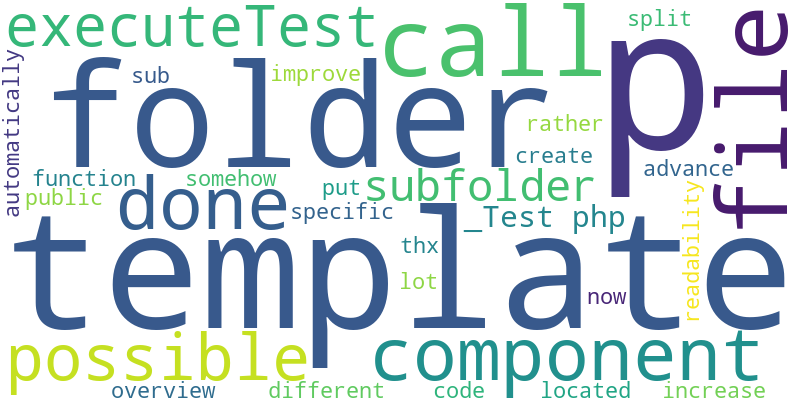 executeTest
call
split
file
automatically
sub
improve
folder
p
rather
create
advance
function
somehow
public
done
put
subfolder
specific
_Test php
readability
template
thx
lot
now
possible
component
overview
different
code
located
increase